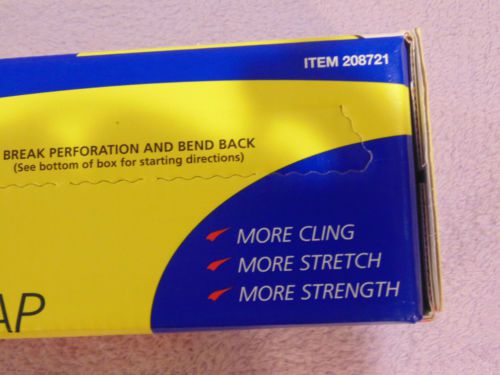 ITEM 208721
BREAK PERFORATION AND BEND BACK
(See bottom of box for starting directions)
MORE CLING
MORE STRETCH
MORE STRENGTH
AP